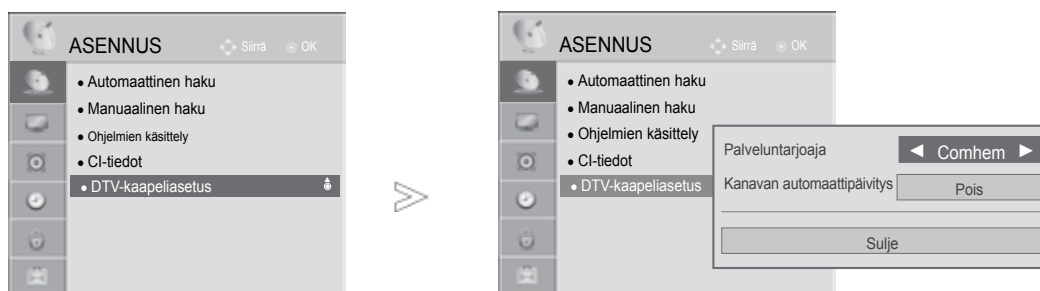 ASENNUS
Siirrä OK
• Automaattinen haku
• Manuaalinen haku
• Ohjelmien käsittely
• CI-tiedot
• DTV-kaapeliasetus
ASENNUS
Siirrä OK
• Automaattinen haku
• Manuaalinen haku
• Ohjelmien käsittely
• CI-tiedot
• DTV-kaapeliasetus
Palveluntarjoaja ◄ Comhem ►
Kanavan automaattipäivitys Pois
Sulje